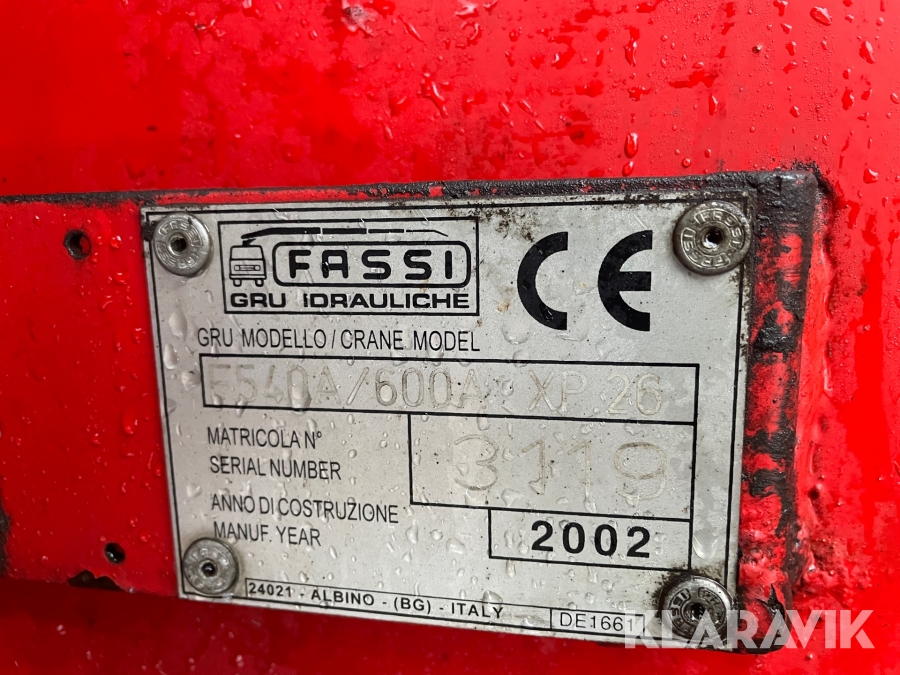 FASSI
GRU IDRAULICHE
CE
GRU MODELLO/CRANE MODEL
F540A/600A XP 26
MATRICOLA Nº
SERIAL NUMBER
3119
ANNO DI COSTRUZIONE
MANUF. YEAR
2002
24021 - ALBINO - (BG) - ITALY
DE1661
KLARAVIK